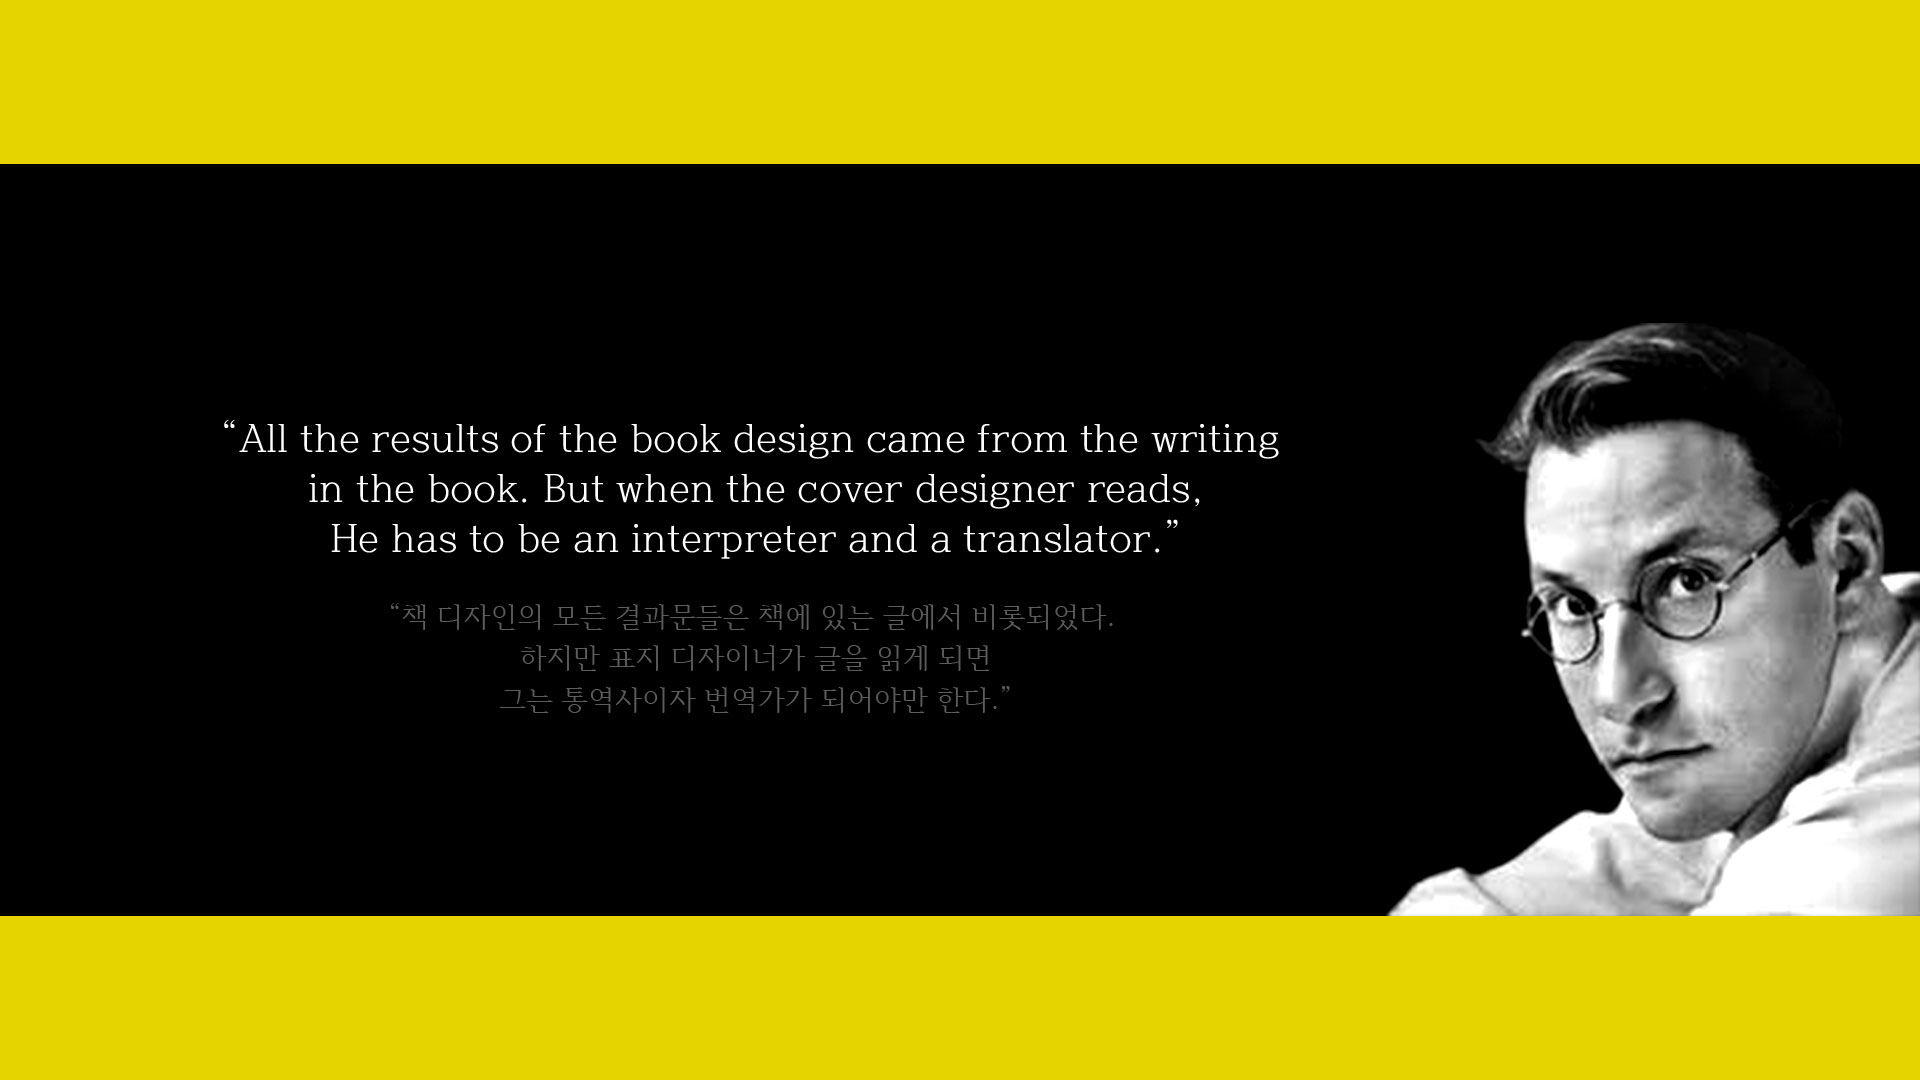 “All the results of the book design came from the writing
in the book. But when the cover designer reads,
He has to be an interpreter and a translator.”
“책 디자인의 모든 결과문들은 책에 있는 글에서 비롯되었다.
하지만 표지 디자이너가 글을 읽게 되면
그는 통역사이자 번역가가 되어야만 한다.”